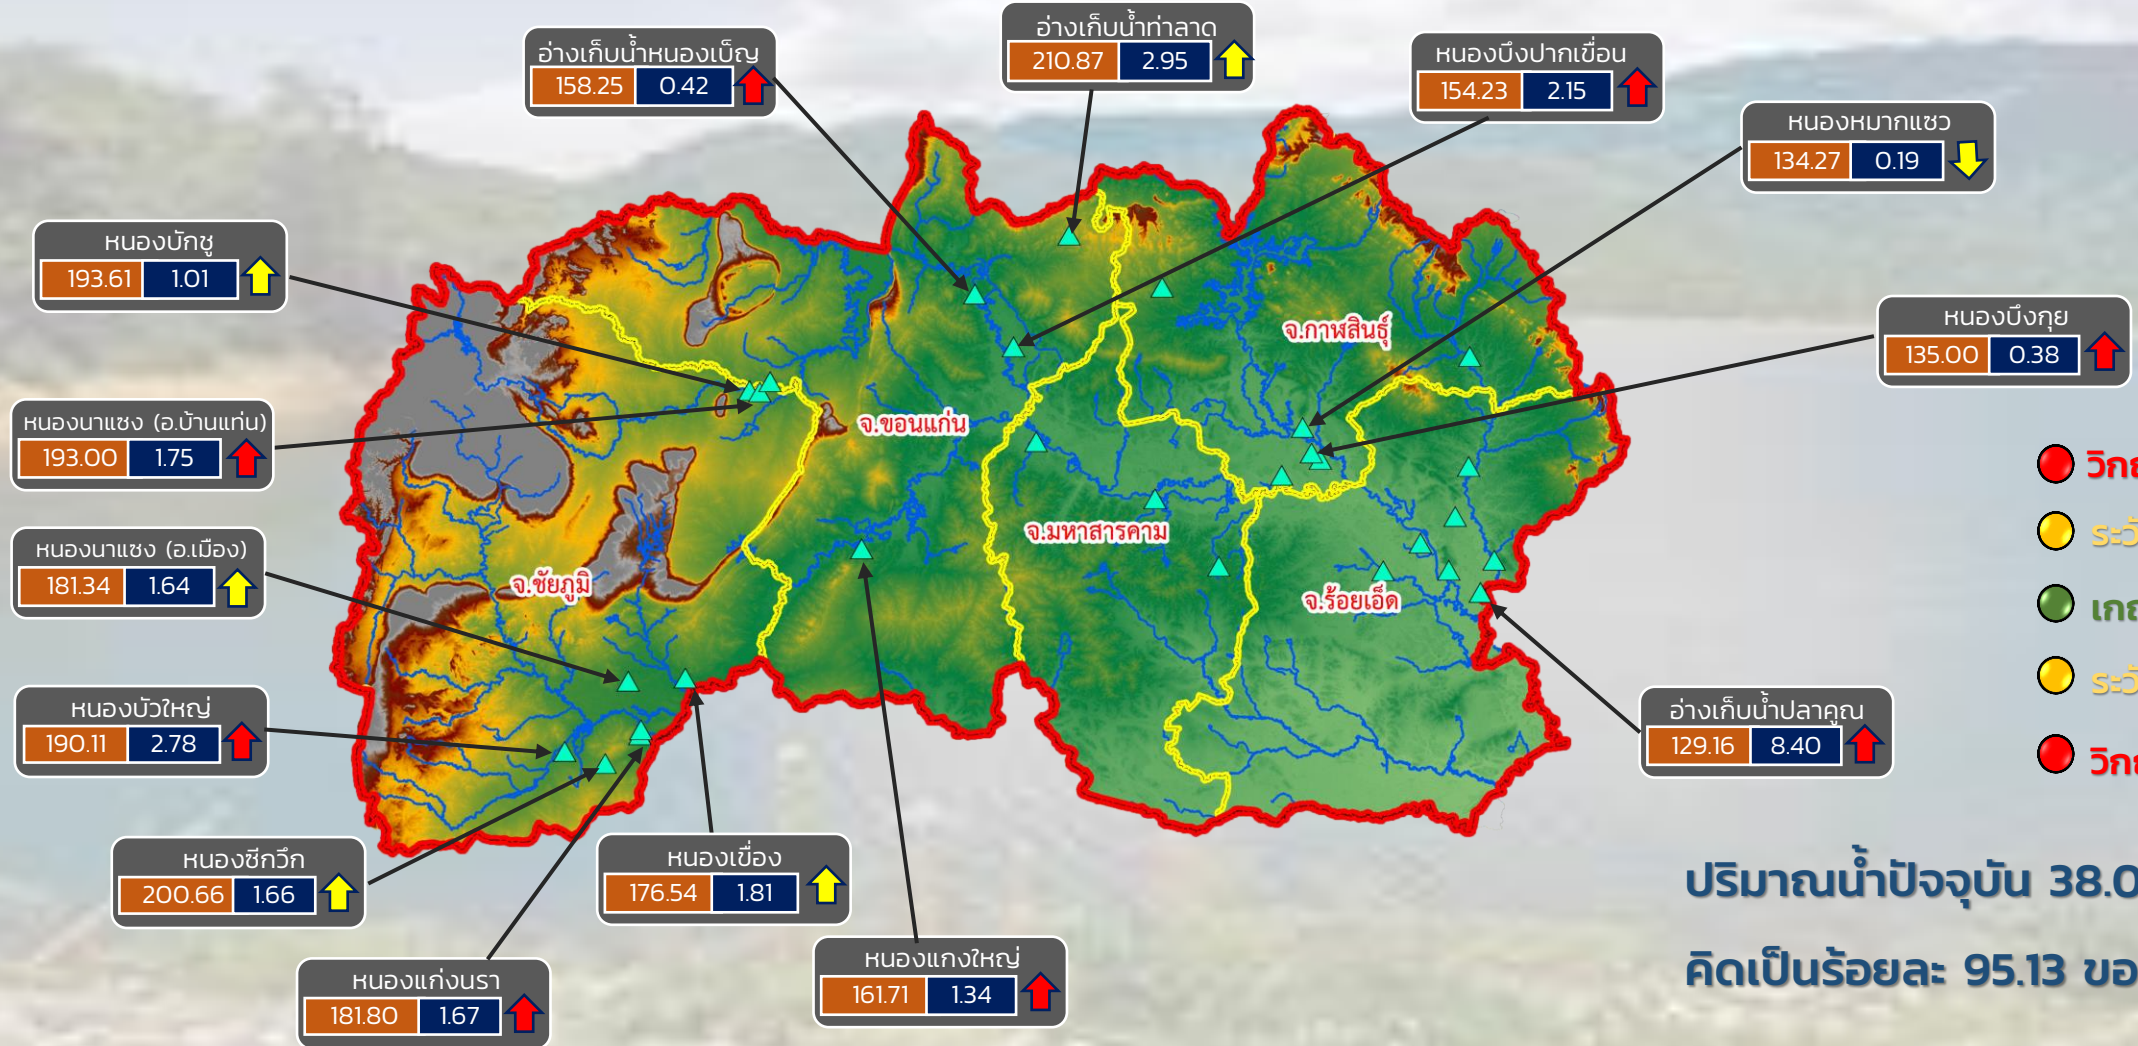 อ่างเก็บน้ำหนองเบ็ญ
158.25 0.42
อ่างเก็บน้ำท่าลาด
210.87 2.95
หนองบึงปากเขื่อน
154.23 2.15
หนองหมากแซว
134.27 0.19
หนองบักชู
193.61 1.01
หนองบึงกุย
135.00 0.38
หนองนาแซง (อ.บ้านแท่น)
193.00 1.75
หนองนาแซง (อ.เมือง)
181.34 1.64
หนองบัวใหญ่
190.11 2.78
อ่างเก็บน้ำปลาคูณ
129.16 8.40
หนองซึกวึก
200.66 1.66
หนองเขื่อง
176.54 1.81
หนองแก่งนรา
181.80 1.67
หนองแกงใหญ่
161.71 1.34
จ.กาฬสินธุ์
จ.ขอนแก่น
จ.มหาสารคาม
จ.ชัยภูมิ
จ.ร้อยเอ็ด
ปริมาณน้ำปัจจุบัน 38.0
คิดเป็นร้อยละ 95.13